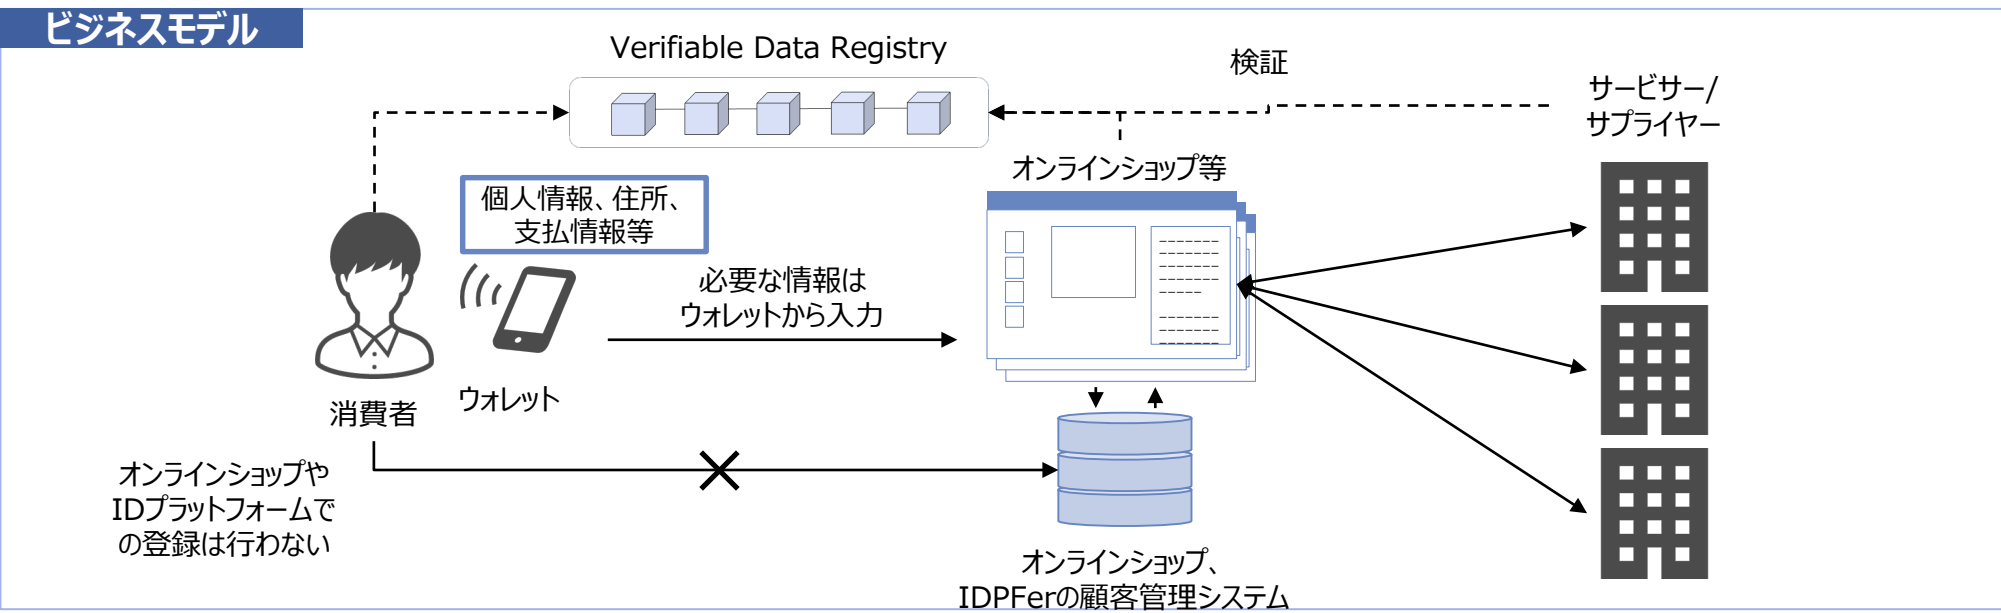 ビジネスモデル
Verifiable Data Registry
検証
サービサー/
サプライヤー
オンラインショップ等
個人情報、住所、
支払情報等
必要な情報は
ウォレットから入力
ウォレット
消費者
オンラインショップや
IDプラットフォームで
の登録は行わない
オンラインショップ、
IDPFerの顧客管理システム